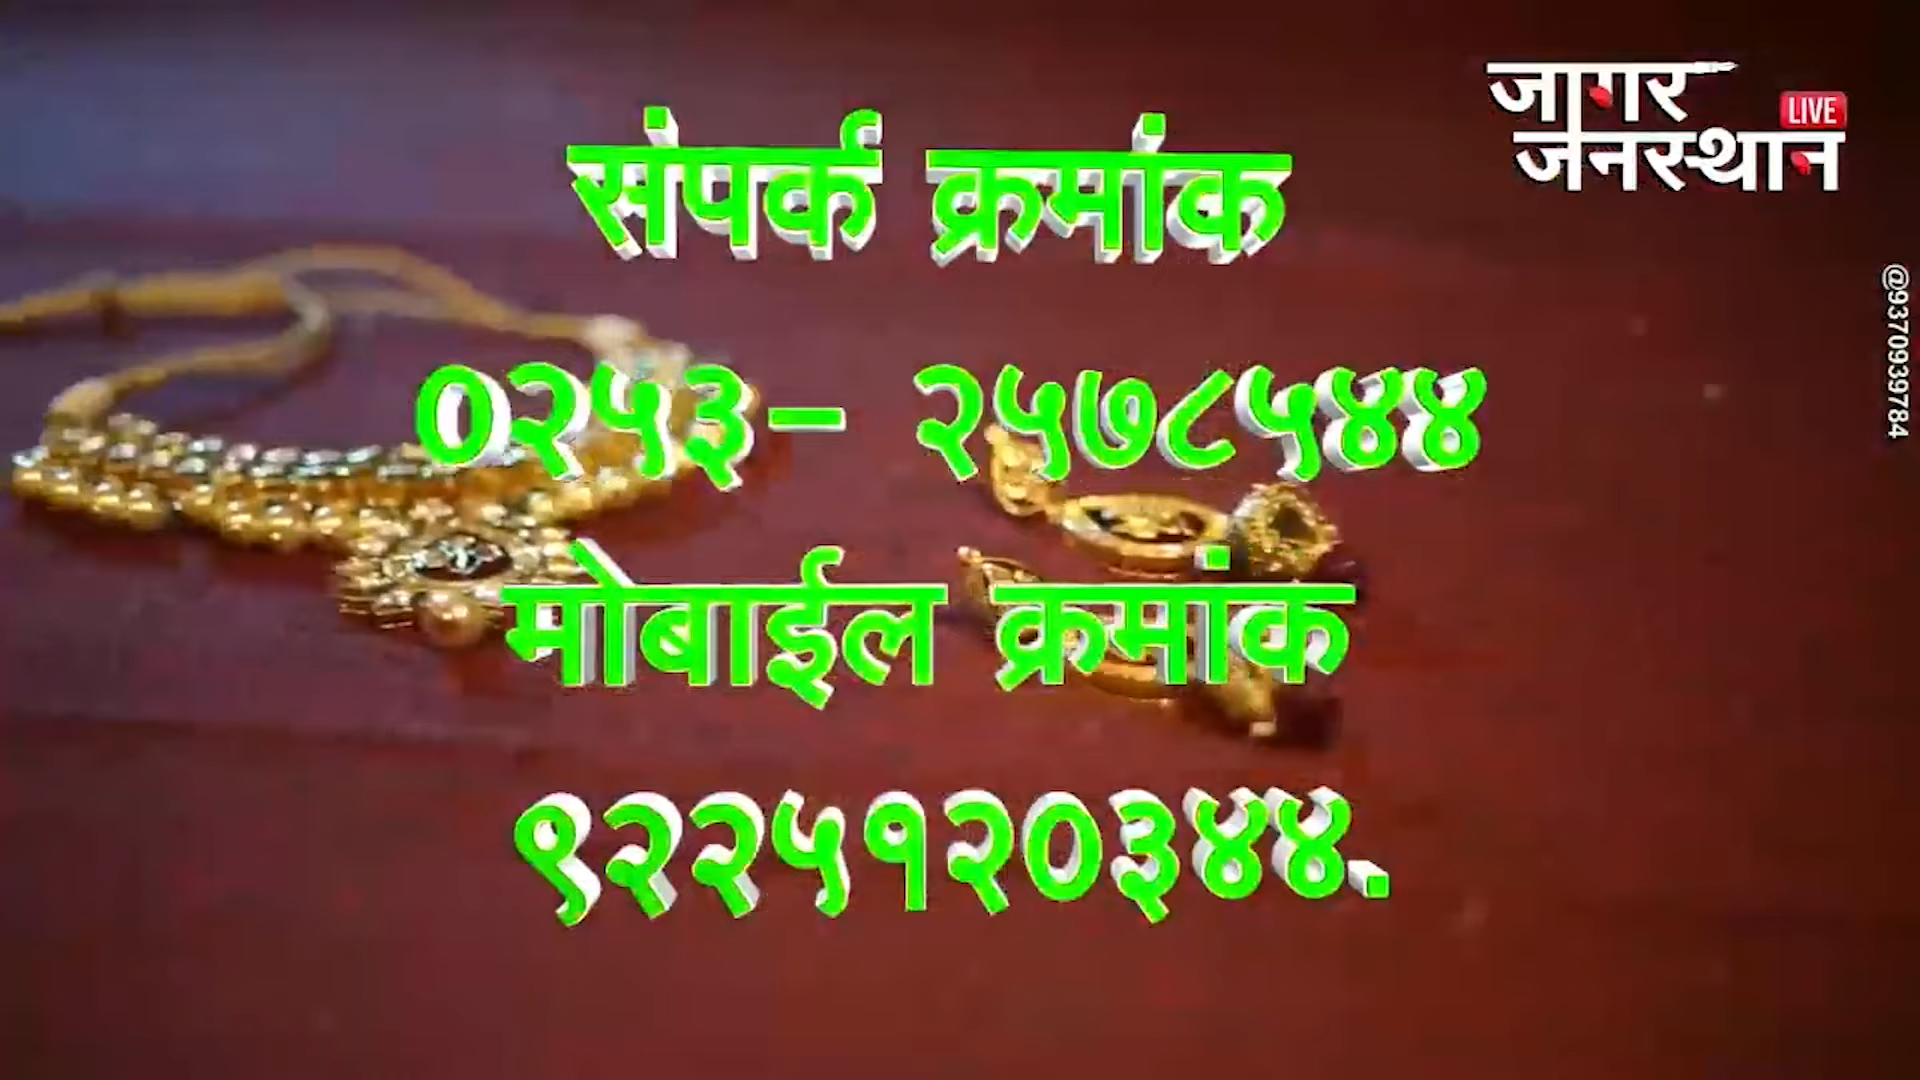 जागर
जनस्थान
LIVE
संपर्क क्रमांक
०२५३- २५७८५४४
मोबाईल क्रमांक
९२२५१२०३४४.
@9370939784